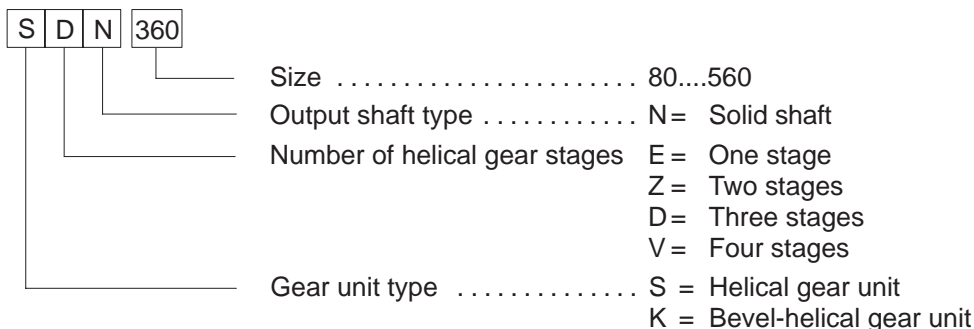 S D N 360
Size . . . . . . . . . . . . . . . . . . . . . . . 80....560
Output shaft type . . . . . . . . . . . . N = Solid shaft
Number of helical gear stages E = One stage
Z = Two stages
D = Three stages
V = Four stages
Gear unit type . . . . . . . . . . . . . . S = Helical gear unit
K = Bevel-helical gear unit